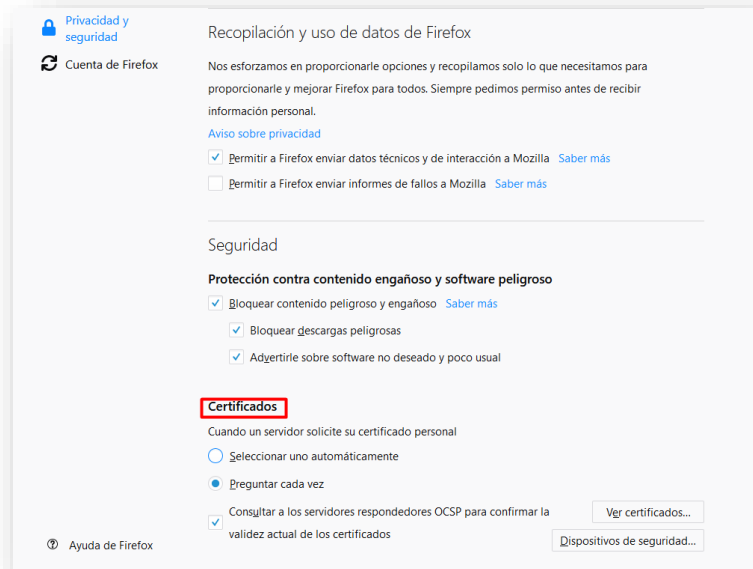 Privacidad y
seguridad
Cuenta de Firefox
Recopilación y uso de datos de Firefox
Nos esforzamos en proporcionarle opciones y recopilamos solo lo que necesitamos para
proporcionarle y mejorar Firefox para todos. Siempre pedimos permiso antes de recibir
información personal.
Aviso sobre privacidad
Permitir a Firefox enviar datos técnicos y de interacción a Mozilla Saber más
Permitir a Firefox enviar informes de fallos a Mozilla Saber más
Seguridad
Protección contra contenido engañoso y software peligroso
Bloquear contenido peligroso y engañoso Saber más
Bloquear descargas peligrosas
Advertirle sobre software no deseado y poco usual
Certificados
Cuando un servidor solicite su certificado personal
Seleccionar uno automáticamente
Preguntar cada vez
Consultar a los servidores respondedores OCSP para confirmar la
validez actual de los certificados
Ver certificados...
Dispositivos de seguridad...
Ayuda de Firefox